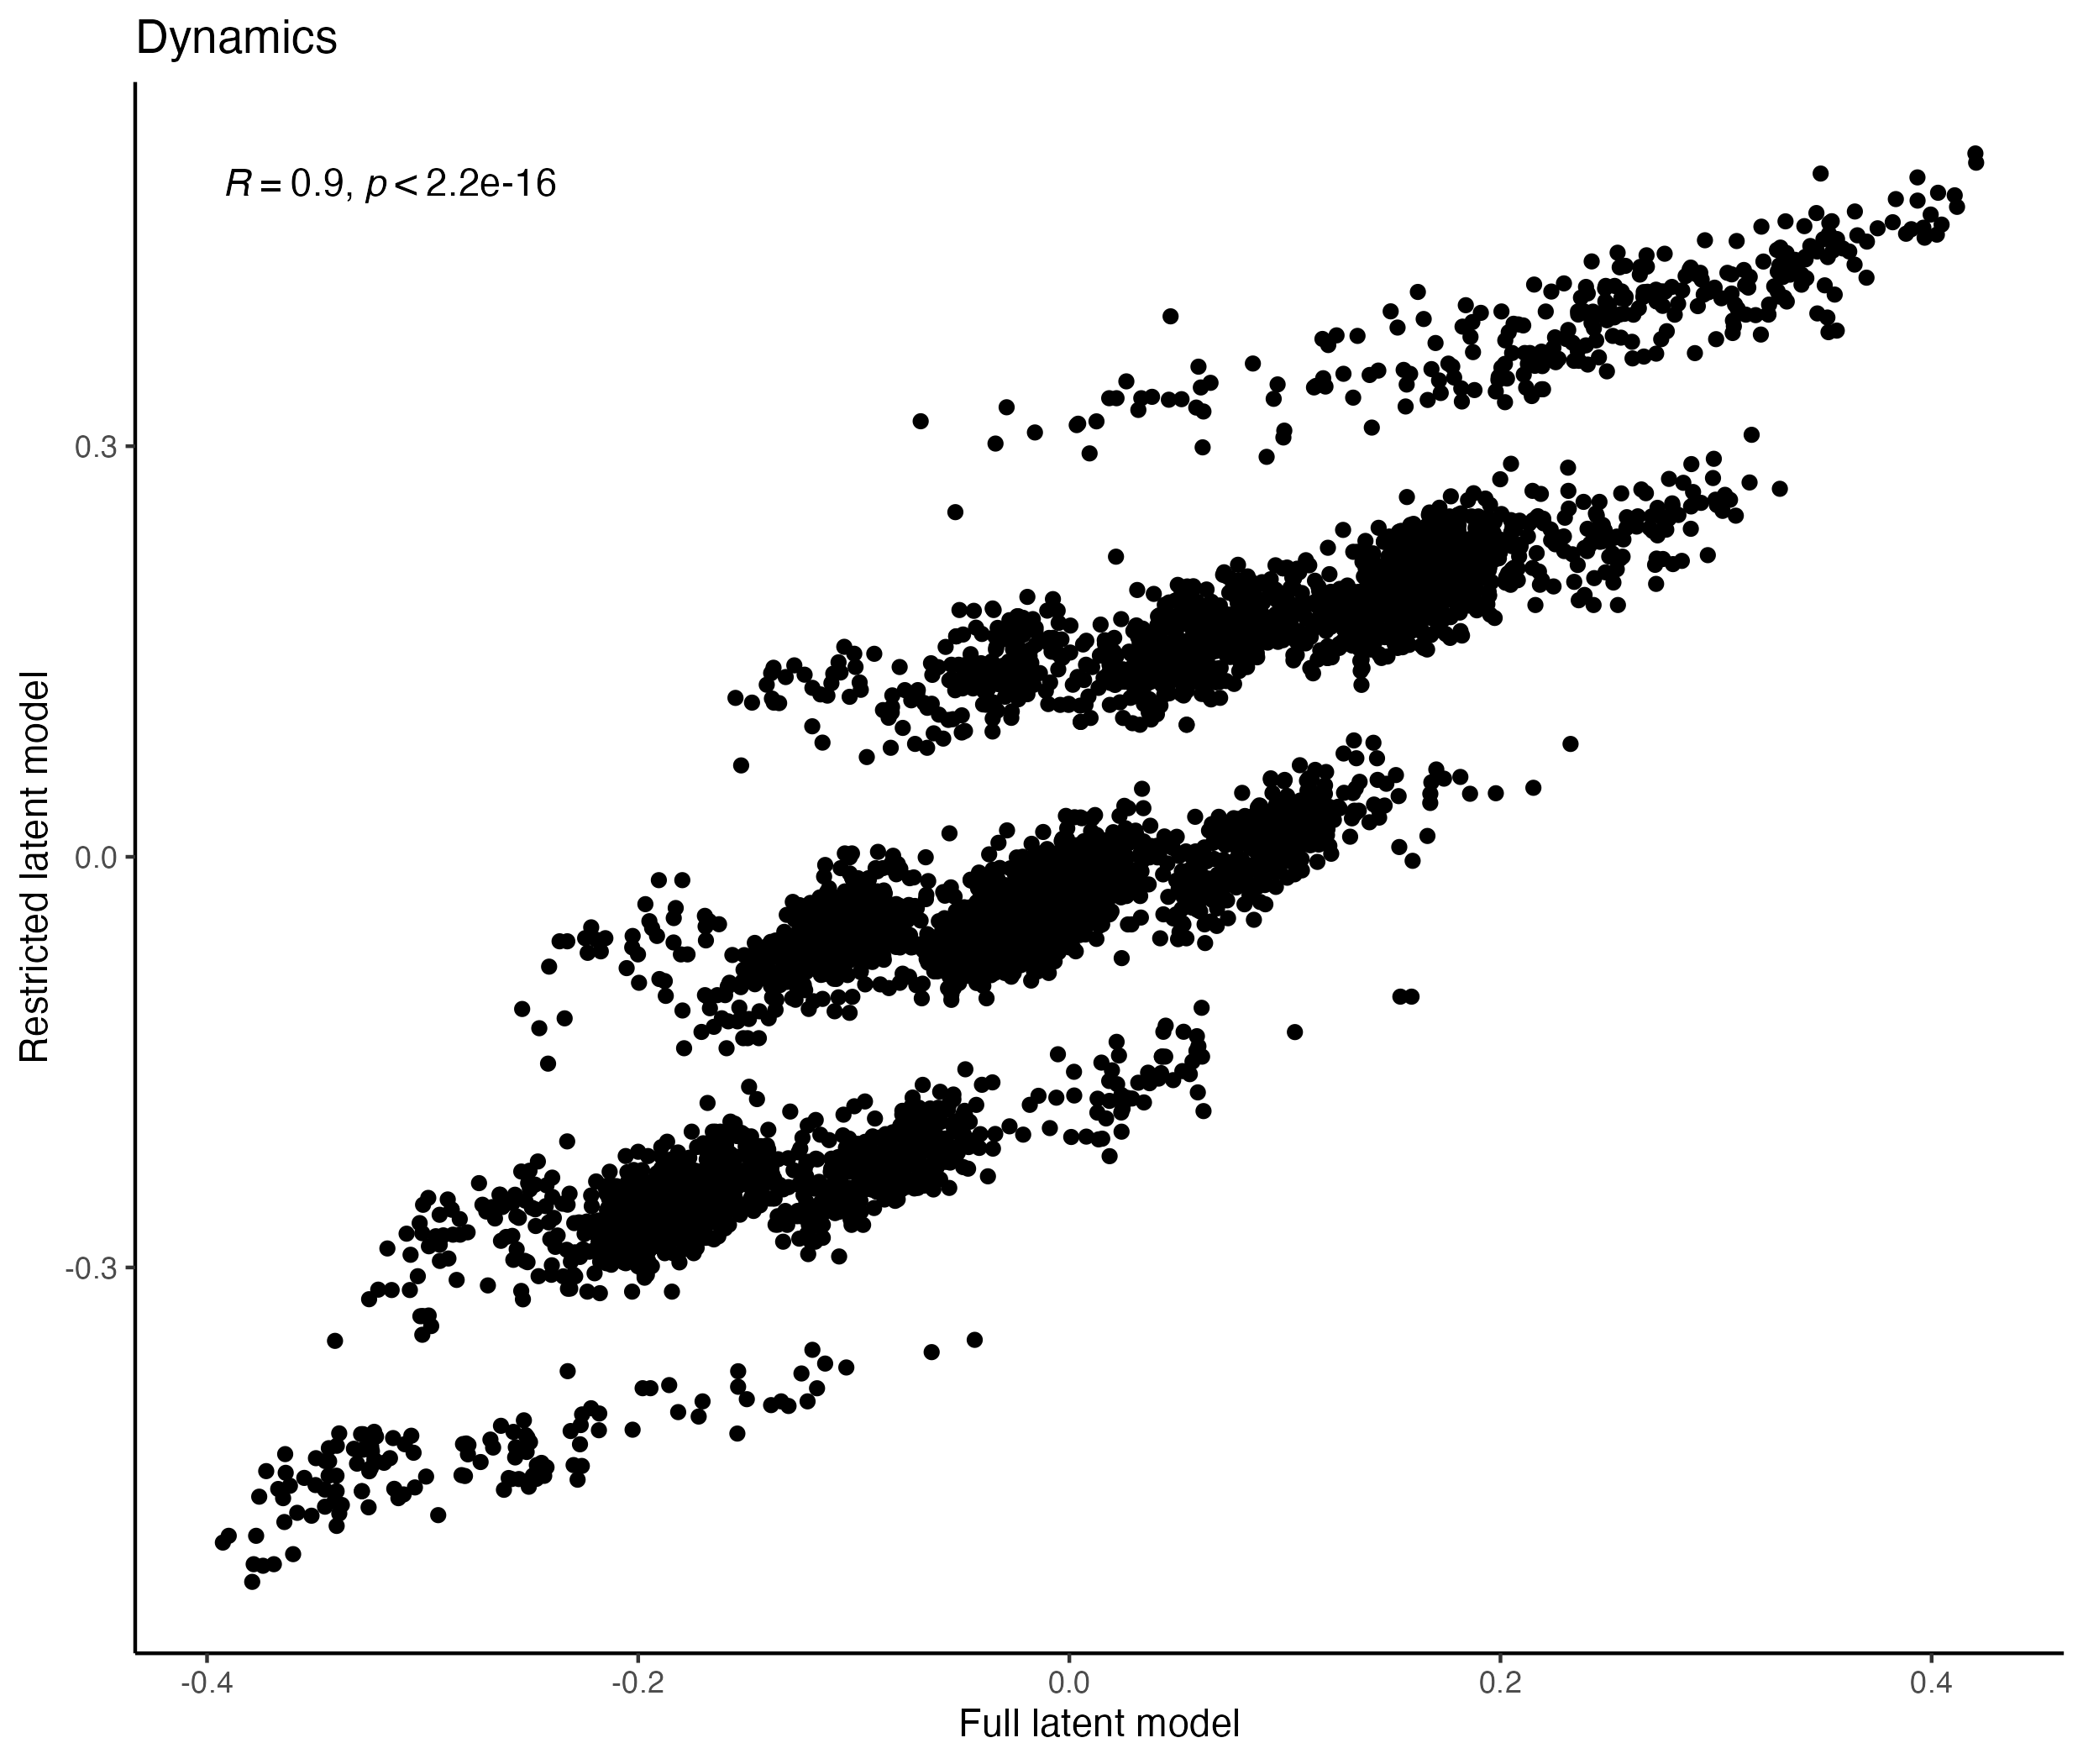 Dynamics
R = 0.9, p < 2.2e-16
Restricted latent model
0.3
0.0
-0.3
-0.4
-0.2
0.0
0.2
0.4
Full latent model